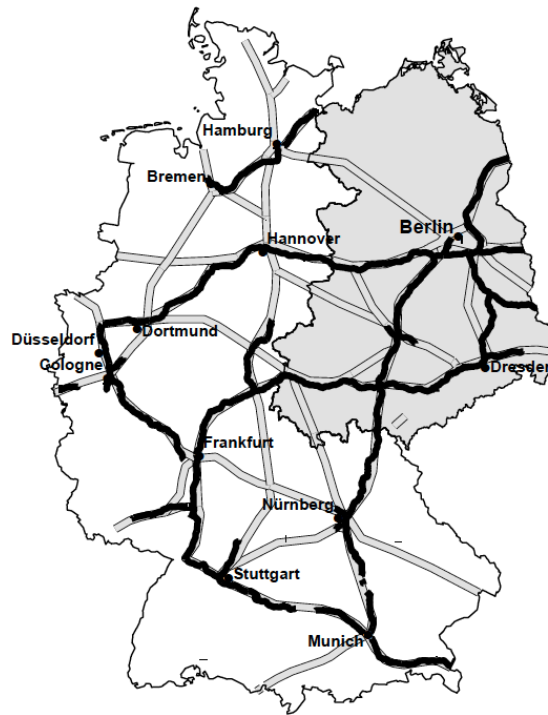 Hamburg
Bremen
Berlin
Hannover
Dortmund
Düsseldorf
Cologne
Dresden
Frankfurt
Nürnberg
Stuttgart
Munich